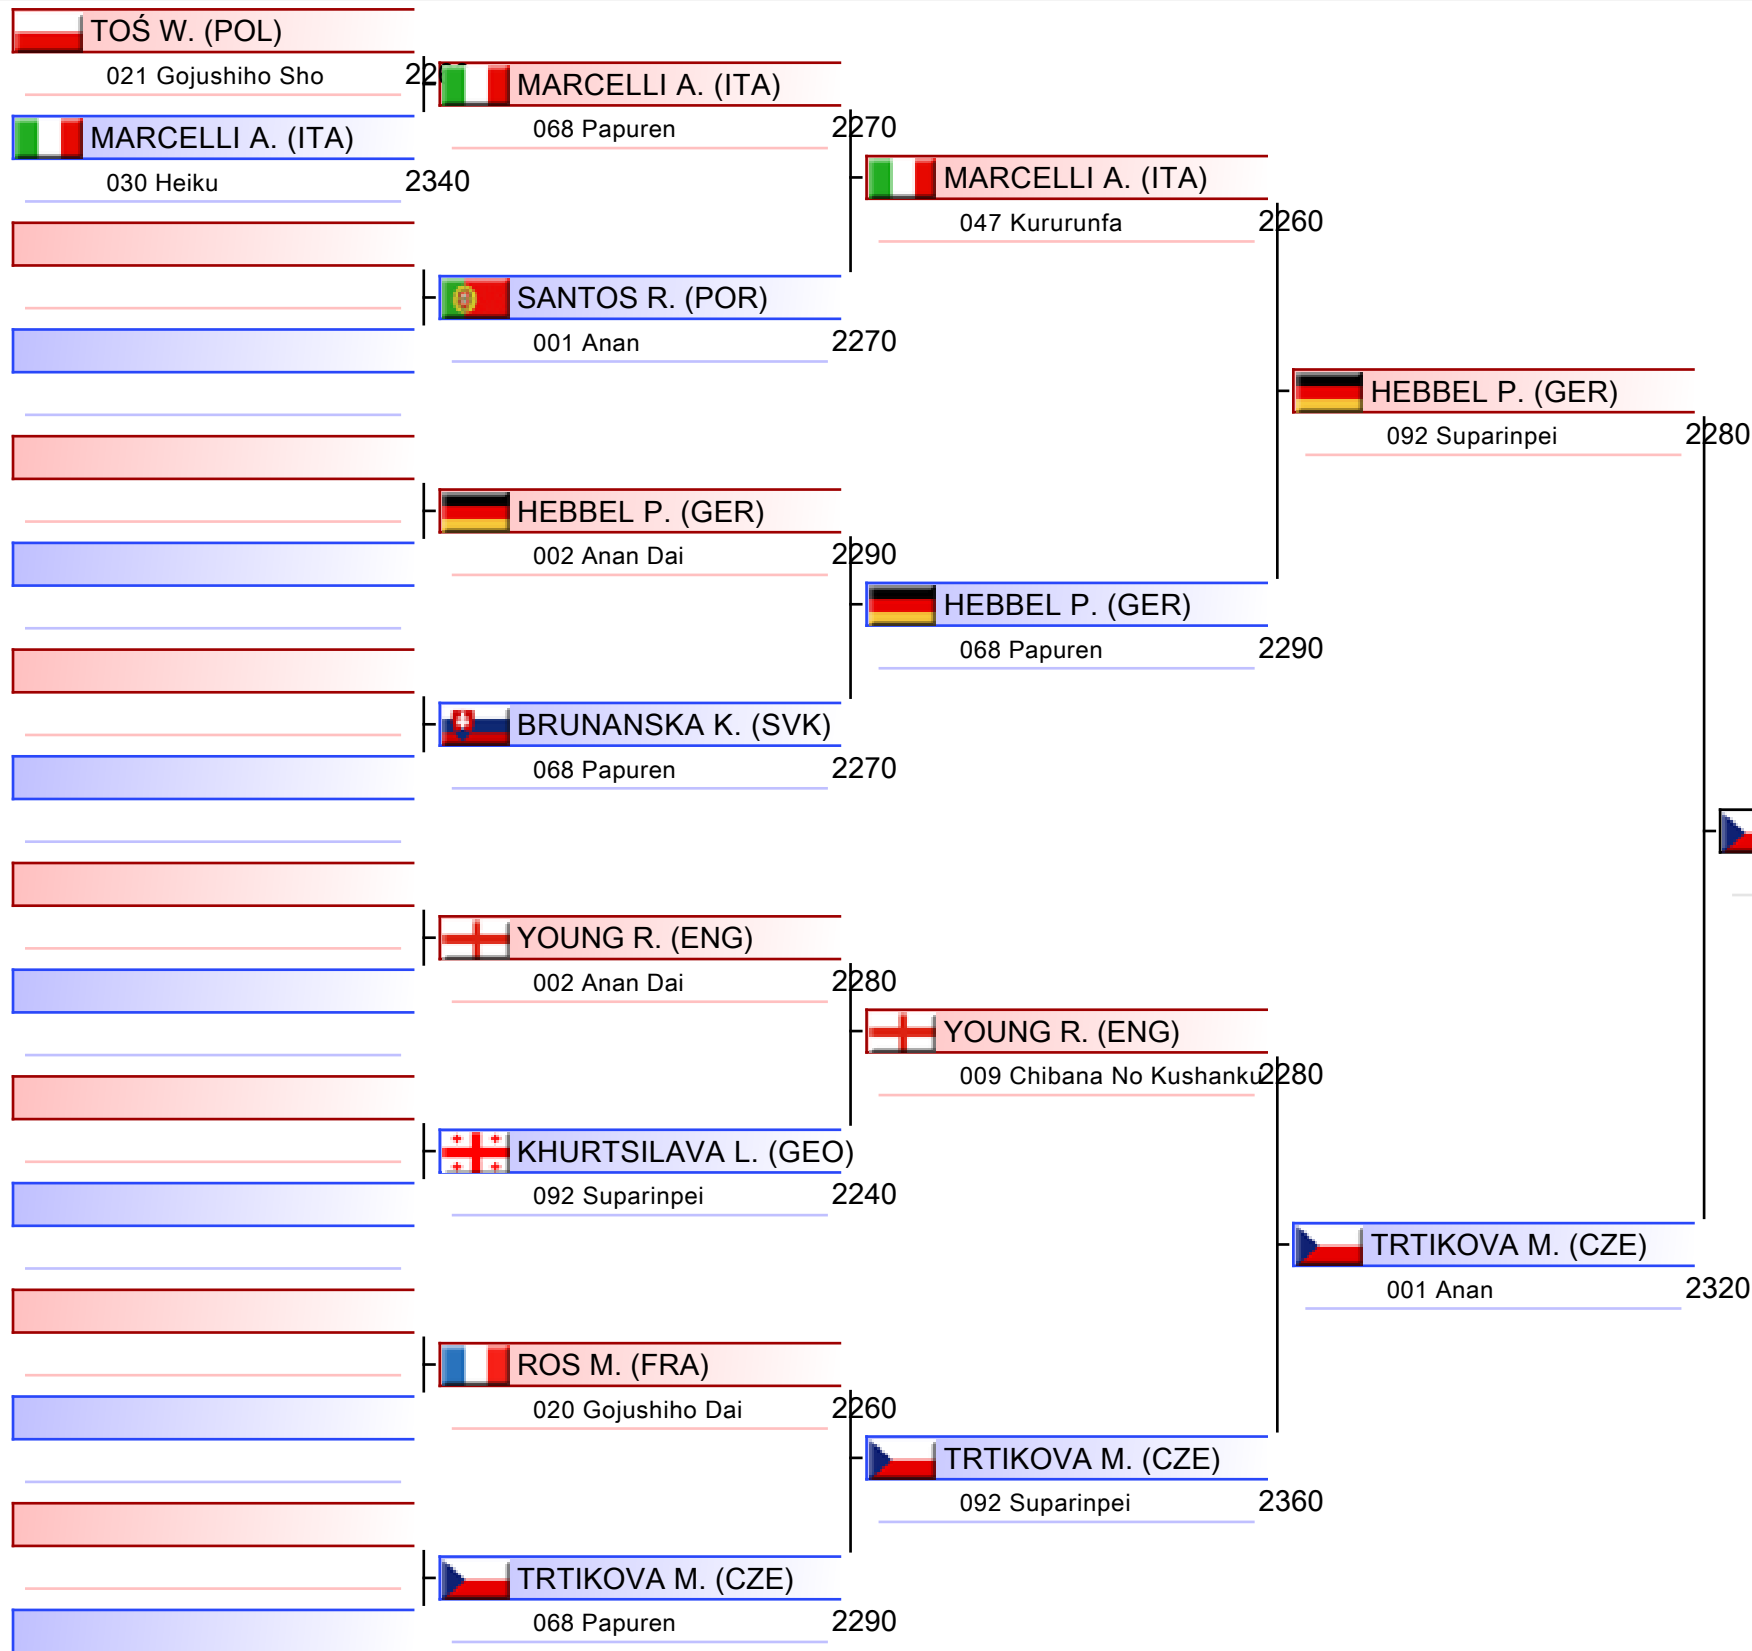 TOŚ W. (POL)
021 Gojushiho Sho
MARCELLI A. (ITA)
030 Heiku 2340
MARCELLI A. (ITA)
068 Papuren 2270
SANTOS R. (POR)
001 Anan 2270
HEBBEL P. (GER)
002 Anan Dai 2290
BRUNANSKA K. (SVK)
068 Papuren 2270
YOUNG R. (ENG)
002 Anan Dai 2280
KHURTSILAVA L. (GEO)
092 Suparinpei 2240
ROS M. (FRA)
020 Gojushiho Dai 2260
TRTIKOVA M. (CZE)
068 Papuren 2290
MARCELLI A. (ITA)
047 Kururunfa 2260
HEBBEL P. (GER)
068 Papuren 2290
YOUNG R. (ENG)
009 Chibana No Kushanku 2280
TRTIKOVA M. (CZE)
092 Suparinpei 2360
HEBBEL P. (GER)
092 Suparinpei 2280
TRTIKOVA M. (CZE)
001 Anan 2320